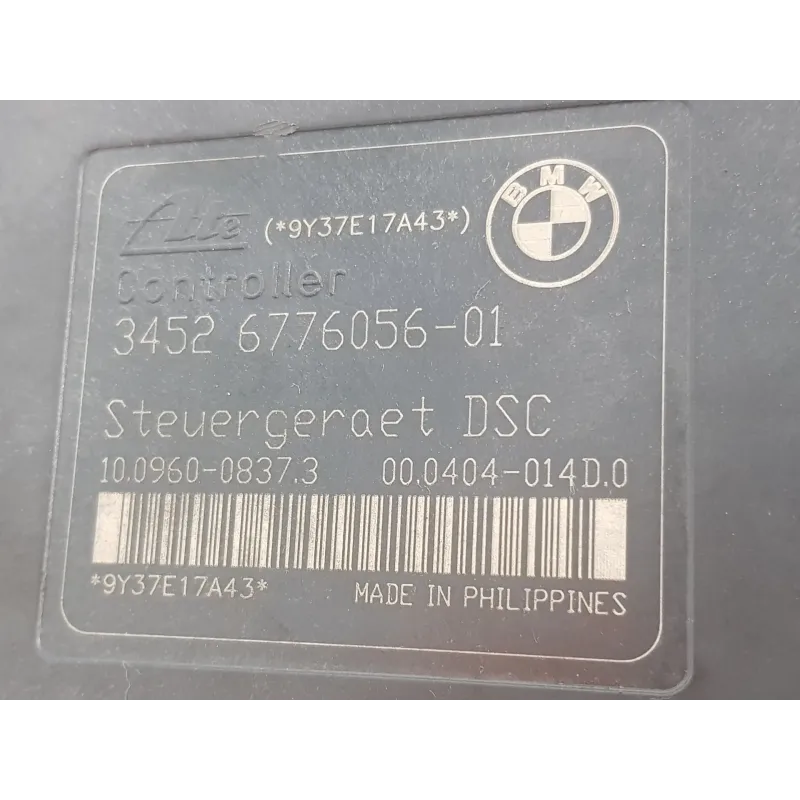 Ate (*9Y37E17A43*) BMW
Controller
3452 6776056-01
Steuergeraet DSC
10.0960-0837.3 00.0404-014D.0
*9Y37E17A43* MADE IN PHILIPPINES